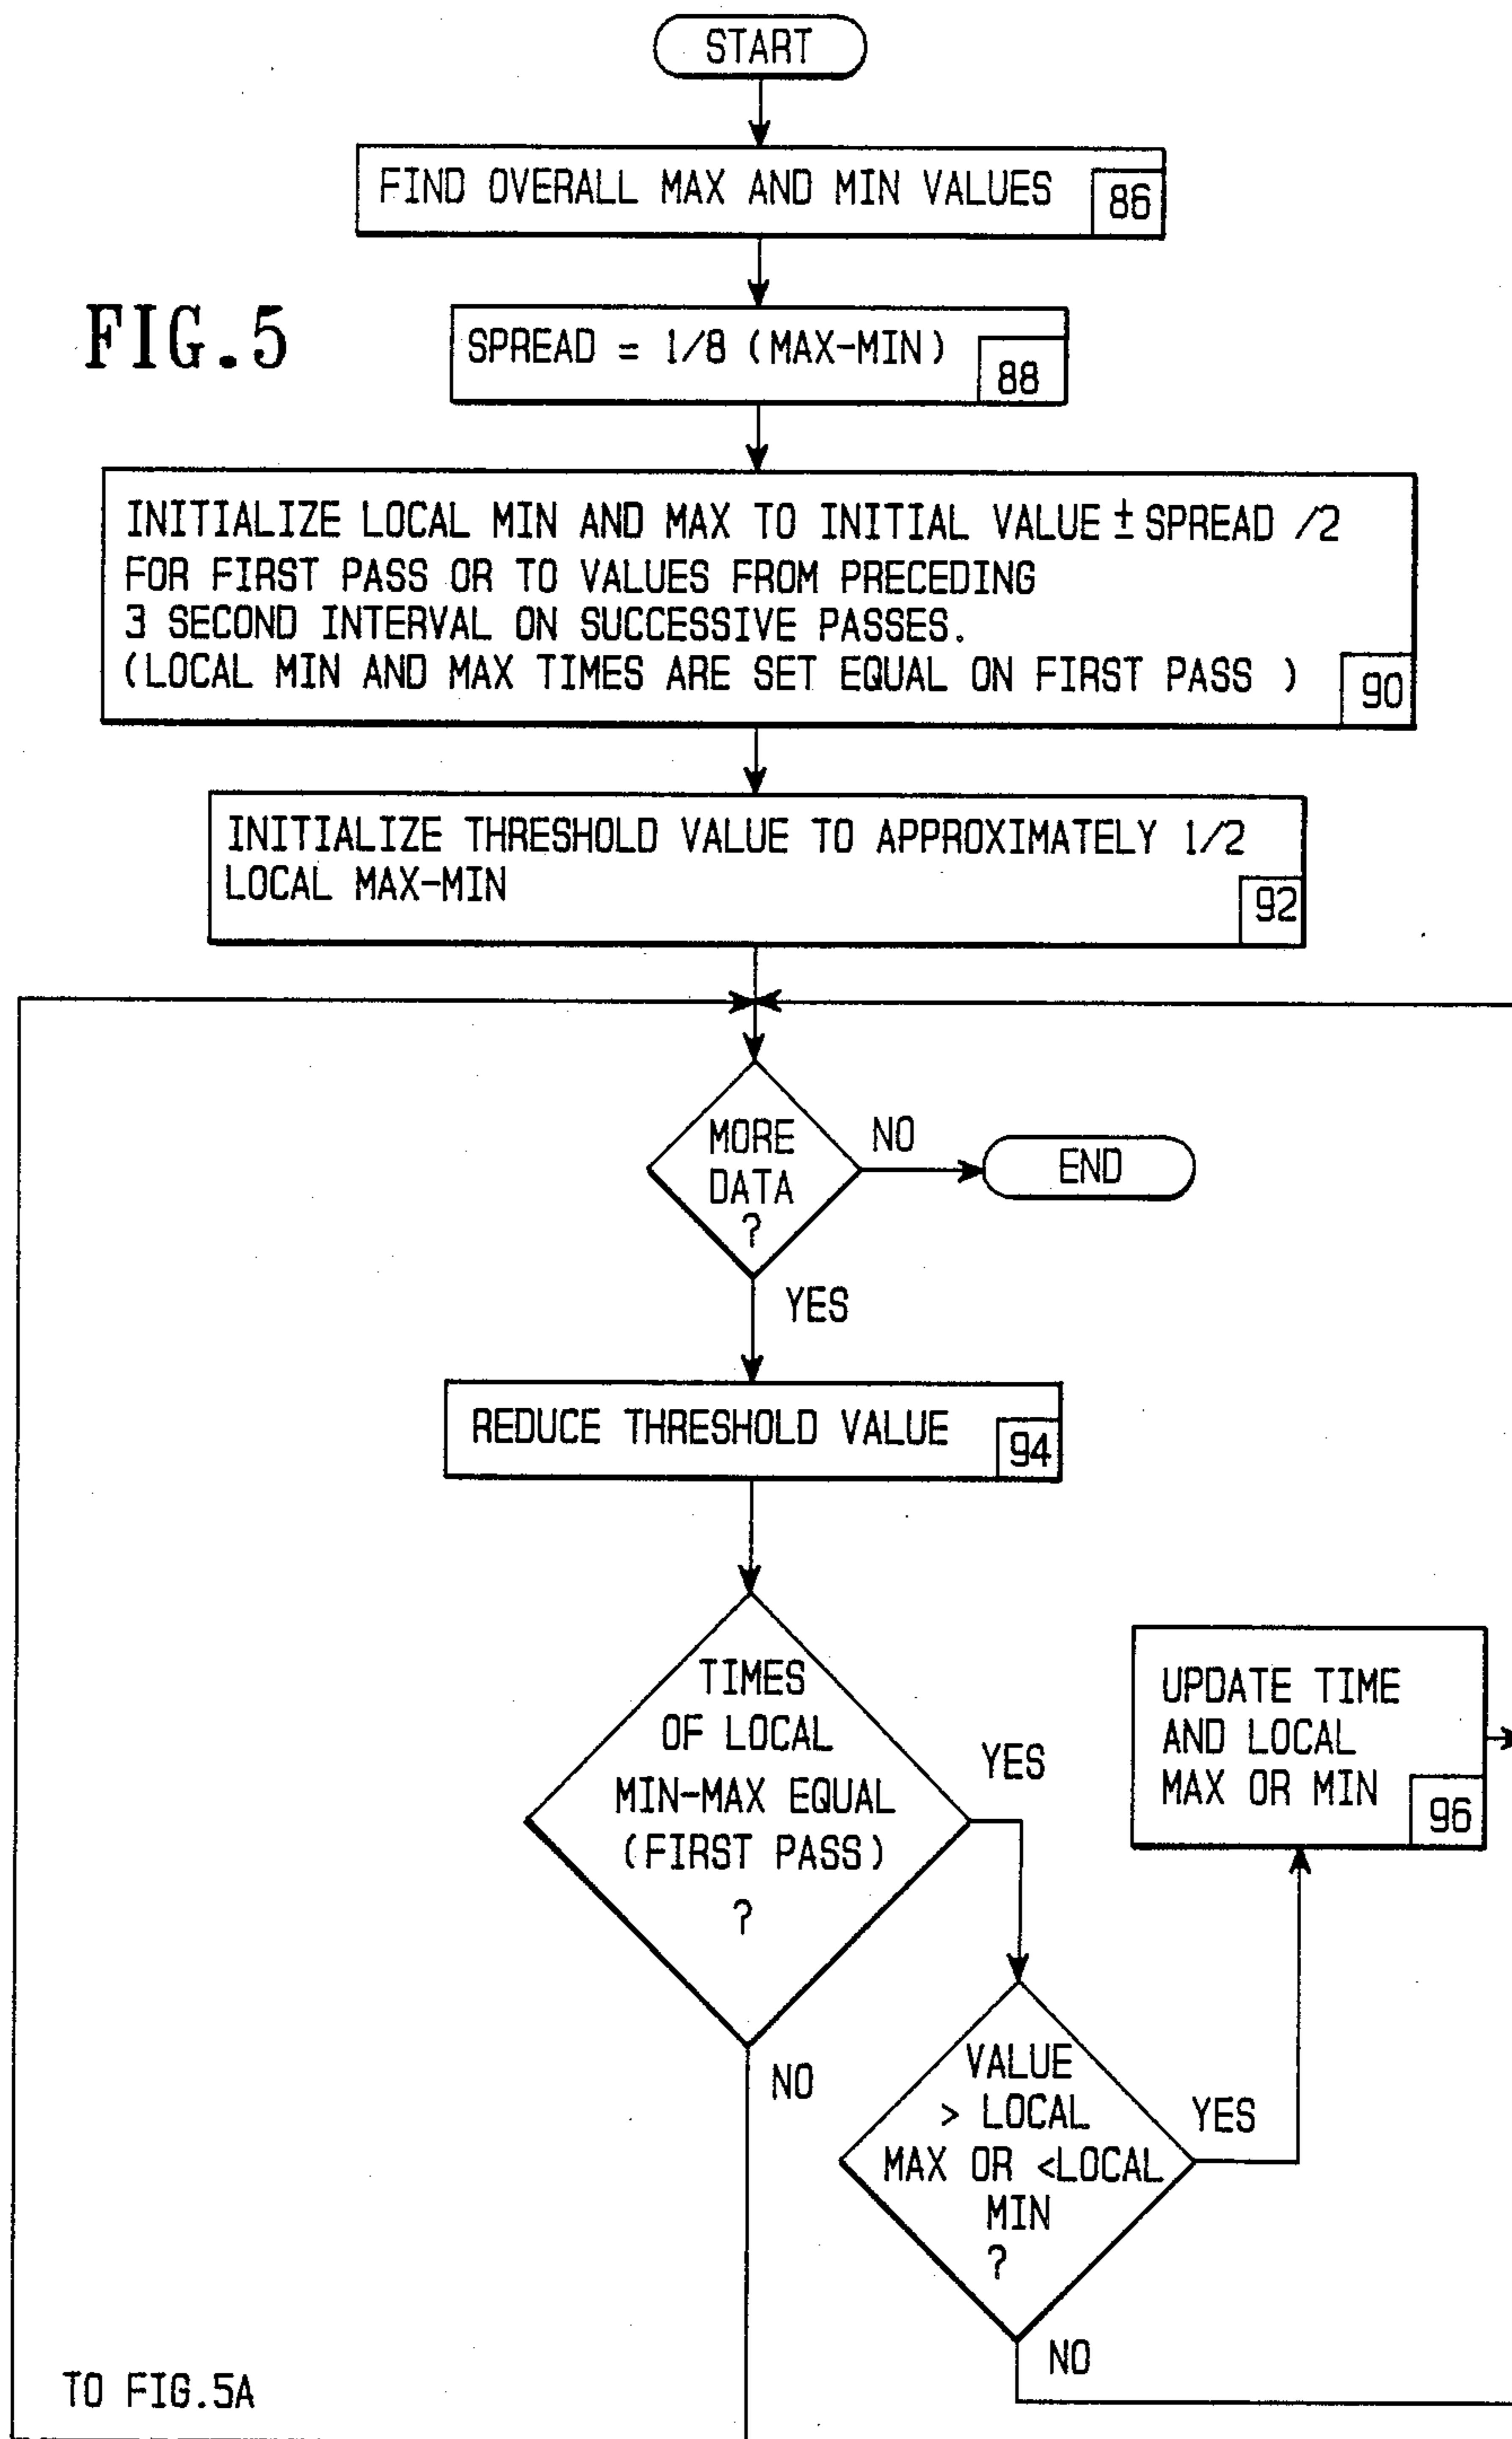 START
FIND OVERALL MAX AND MIN VALUES
86
FIG.5
SPREAD = 1/8 (MAX-MIN)
88
INITIALIZE LOCAL MIN AND MAX TO INITIAL VALUE ± SPREAD /2
FOR FIRST PASS OR TO VALUES FROM PRECEDING
3 SECOND INTERVAL ON SUCCESSIVE PASSES.
(LOCAL MIN AND MAX TIMES ARE SET EQUAL ON FIRST PASS )
90
INITIALIZE THRESHOLD VALUE TO APPROXIMATELY 1/2
LOCAL MAX-MIN
92
MORE
DATA
?
NO
END
YES
REDUCE THRESHOLD VALUE
94
TIMES
OF LOCAL
MIN-MAX EQUAL
(FIRST PASS)
?
YES
UPDATE TIME
AND LOCAL
MAX OR MIN
96
NO
VALUE
> LOCAL
MAX OR <LOCAL
MIN
?
YES
NO
TO FIG.5A